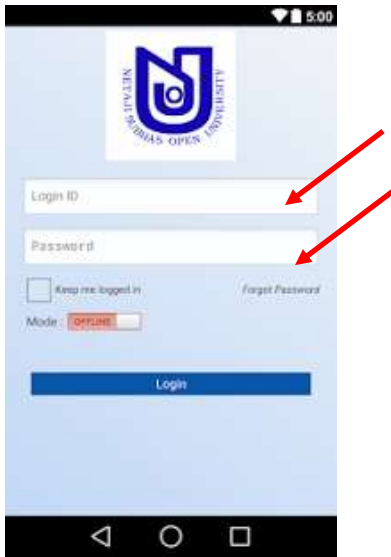 5:00
NETAJI SUBHAS OPEN UNIVERSITY
Login ID
Password
Keep me logged in
Forgot Password
Mode : OFFLINE
Login